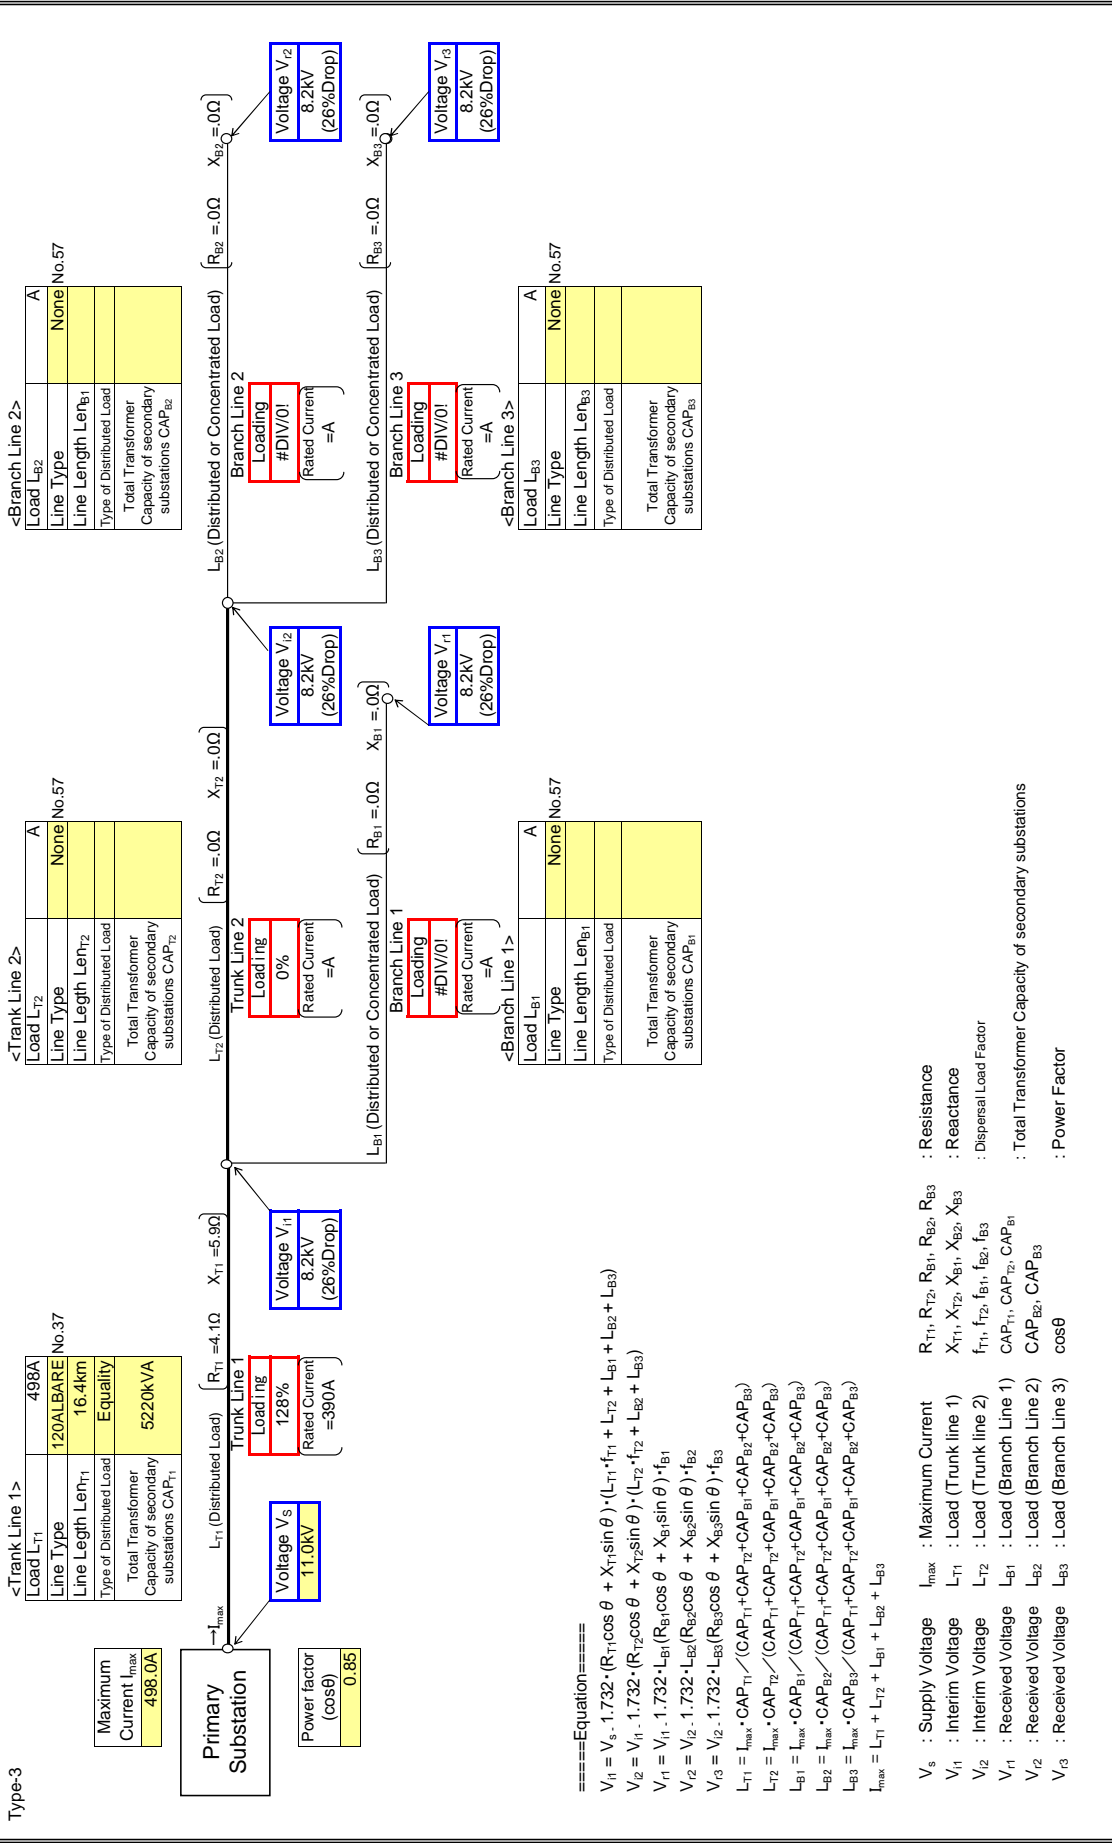 Type-3
Maximum
Current Imax
498.0A
Primary
Substation
Power factor
(cosθ)
0.85
→Imax
Voltage VS
11.0kV
<Trank Line 1>
Load LT1 498A
Line Type 120ALBARE No.37
Line Legth LenT1 16.4km
Type of Distributed Load Equality
Total Transformer
Capacity of secondary
substations CAPT1
5220kVA
LT1 (Distributed Load)
RT1 =4.1Ω XT1 =5.9Ω
Trunk Line 1
Loading
128%
Rated Current
=390A
Voltage Vi1
8.2kV
(26%Drop)
<Trank Line 2>
Load LT2 A
Line Type None No.57
Line Length LenT2
Type of Distributed Load
Total Transformer
Capacity of secondary
substations CAPT2
LT2 (Distributed Load)
RT2 =.0Ω XT2 =.0Ω
Trunk Line 2
Loading
0%
Rated Current
=A
Voltage Vi2
8.2kV
(26%Drop)
LB1 (Distributed or Concentrated Load)
RB1 =.0Ω XB1 =.0Ω
Branch Line 1
Loading
#DIV/0!
Rated Current
=A
Voltage Vr1
8.2kV
(26%Drop)
<Branch Line 1>
Load LB1 A
Line Type None No.57
Line Length LenB1
Type of Distributed Load
Total Transformer
Capacity of secondary
substations CAPB1
<Branch Line 2>
Load LB2 A
Line Type None No.57
Line Length LenB1
Type of Distributed Load
Total Transformer
Capacity of secondary
substations CAPB2
LB2 (Distributed or Concentrated Load)
RB2 =.0Ω XB2 =.0Ω
Branch Line 2
Loading
#DIV/0!
Rated Current
=A
Voltage Vr2
8.2kV
(26%Drop)
LB3 (Distributed or Concentrated Load)
RB3 =.0Ω XB3 =.0Ω
Branch Line 3
Loading
#DIV/0!
Rated Current
=A
Voltage Vr3
8.2kV
(26%Drop)
<Branch Line 3>
Load LB3 A
Line Type None No.57
Line Length LenB3
Type of Distributed Load
Total Transformer
Capacity of secondary
substations CAPB3
=====Equation=====
Vi1 = Vs - 1.732・(RT1cosθ + XT1sinθ)・(LT1・fT1 + LT2 + LB1 + LB2 + LB3)
Vi2 = Vi1 - 1.732・(RT2cosθ + XT2sinθ)・(LT2・fT2 + LB2 + LB3)
Vr1 = Vi1 - 1.732・LB1(RB1cosθ + XB1sinθ)・fB1
Vr2 = Vi2 - 1.732・LB2(RB2cosθ + XB2sinθ)・fB2
Vr3 = Vi2 - 1.732・LB3(RB3cosθ + XB3sinθ)・fB3
LT1 = Imax・CAPT1／(CAPT1+CAPT2+CAPB1+CAPB2+CAPB3)
LT2 = Imax・CAPT2／(CAPT1+CAPT2+CAPB1+CAPB2+CAPB3)
LB1 = Imax・CAPB1／(CAPT1+CAPT2+CAPB1+CAPB2+CAPB3)
LB2 = Imax・CAPB2／(CAPT1+CAPT2+CAPB1+CAPB2+CAPB3)
LB3 = Imax・CAPB3／(CAPT1+CAPT2+CAPB1+CAPB2+CAPB3)
Imax = LT1 + LT2 + LB1 + LB2 + LB3
Vs : Supply Voltage Imax : Maximum Current RT1, RT2, RB1, RB2, RB3 : Resistance
Vi1 : Interim Voltage LT1 : Load (Trunk line 1) XT1, XT2, XB1, XB2, XB3 : Reactance
Vi2 : Interim Voltage LT2 : Load (Trunk line 2) fT1, fT2, fB1, fB2, fB3 : Dispersal Load Factor
Vr1 : Received Voltage LB1 : Load (Branch Line 1) CAPT1, CAPT2, CAPB1
Vr2 : Received Voltage LB2 : Load (Branch Line 2) CAPB2, CAPB3 : Total Transformer Capacity of secondary substations
Vr3 : Received Voltage LB3 : Load (Branch Line 3) cosθ : Power Factor